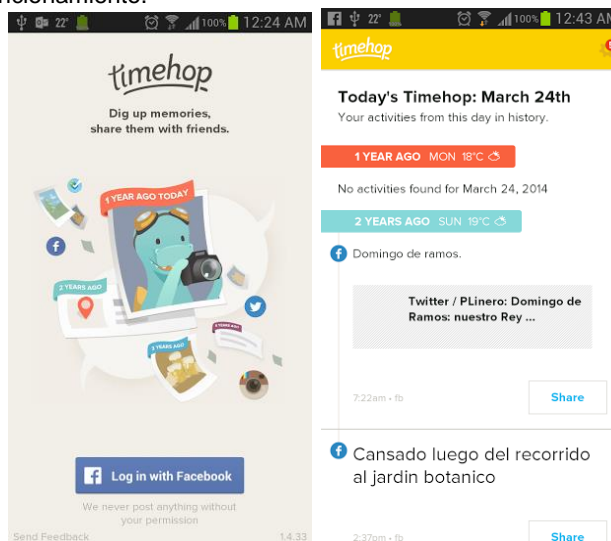 ncionamiento.
22°
100%
12:24 AM
timehop
Dig up memories,
share them with friends.
1 YEAR AGO TODAY
2 YEARS AGO
3 YEARS AGO
Log in with Facebook
We never post anything without
your permission
Send Feedback
1.4.33
22°
100%
12:43 AM
timehop
Today's Timehop: March 24th
Your activities from this day in history.
1 YEAR AGO MON 18°C
No activities found for March 24, 2014
2 YEARS AGO SUN 19°C
Domingo de ramos.
Twitter / PLinero: Domingo de
Ramos: nuestro Rey ...
7:22am • fb
Share
Cansado luego del recorrido
al jardin botanico
2:37pm • fb
Share